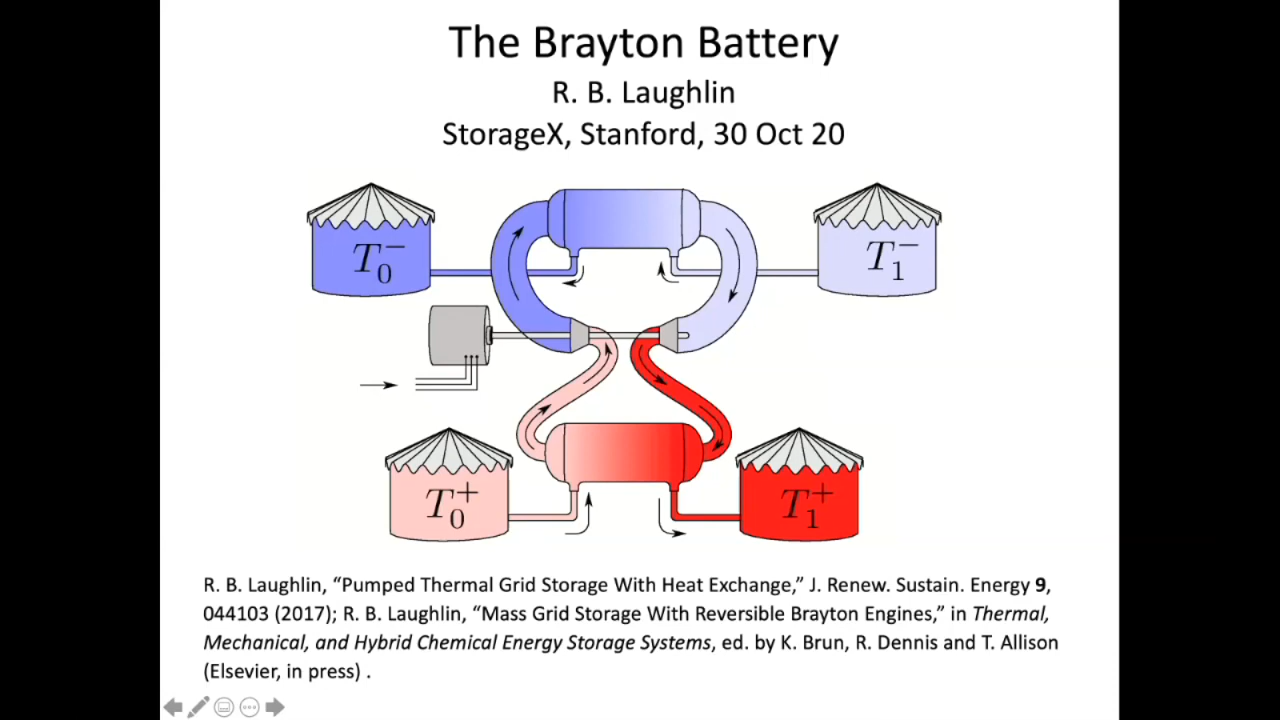 The Brayton Battery
R. B. Laughlin
StorageX, Stanford, 30 Oct 20
T₀⁻
T₁⁻
T₀⁺
T₁⁺
R. B. Laughlin, “Pumped Thermal Grid Storage With Heat Exchange,” J. Renew. Sustain. Energy 9,
044103 (2017); R. B. Laughlin, “Mass Grid Storage With Reversible Brayton Engines,” in Thermal,
Mechanical, and Hybrid Chemical Energy Storage Systems, ed. by K. Brun, R. Dennis and T. Allison
(Elsevier, in press) .